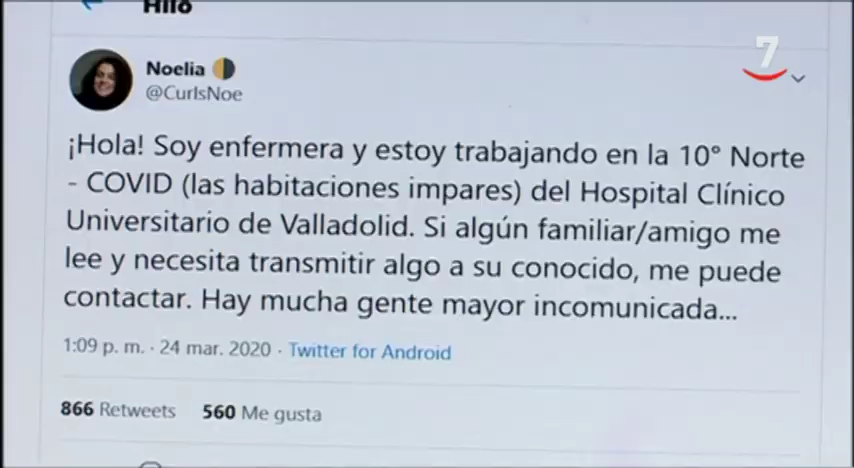 Hilo
7
Noelia
@CurlsNoe
¡Hola! Soy enfermera y estoy trabajando en la 10° Norte
- COVID (las habitaciones impares) del Hospital Clínico
Universitario de Valladolid. Si algún familiar/amigo me
lee y necesita transmitir algo a su conocido, me puede
contactar. Hay mucha gente mayor incomunicada...
1:09 p. m. · 24 mar. 2020 · Twitter for Android
866 Retweets 560 Me gusta